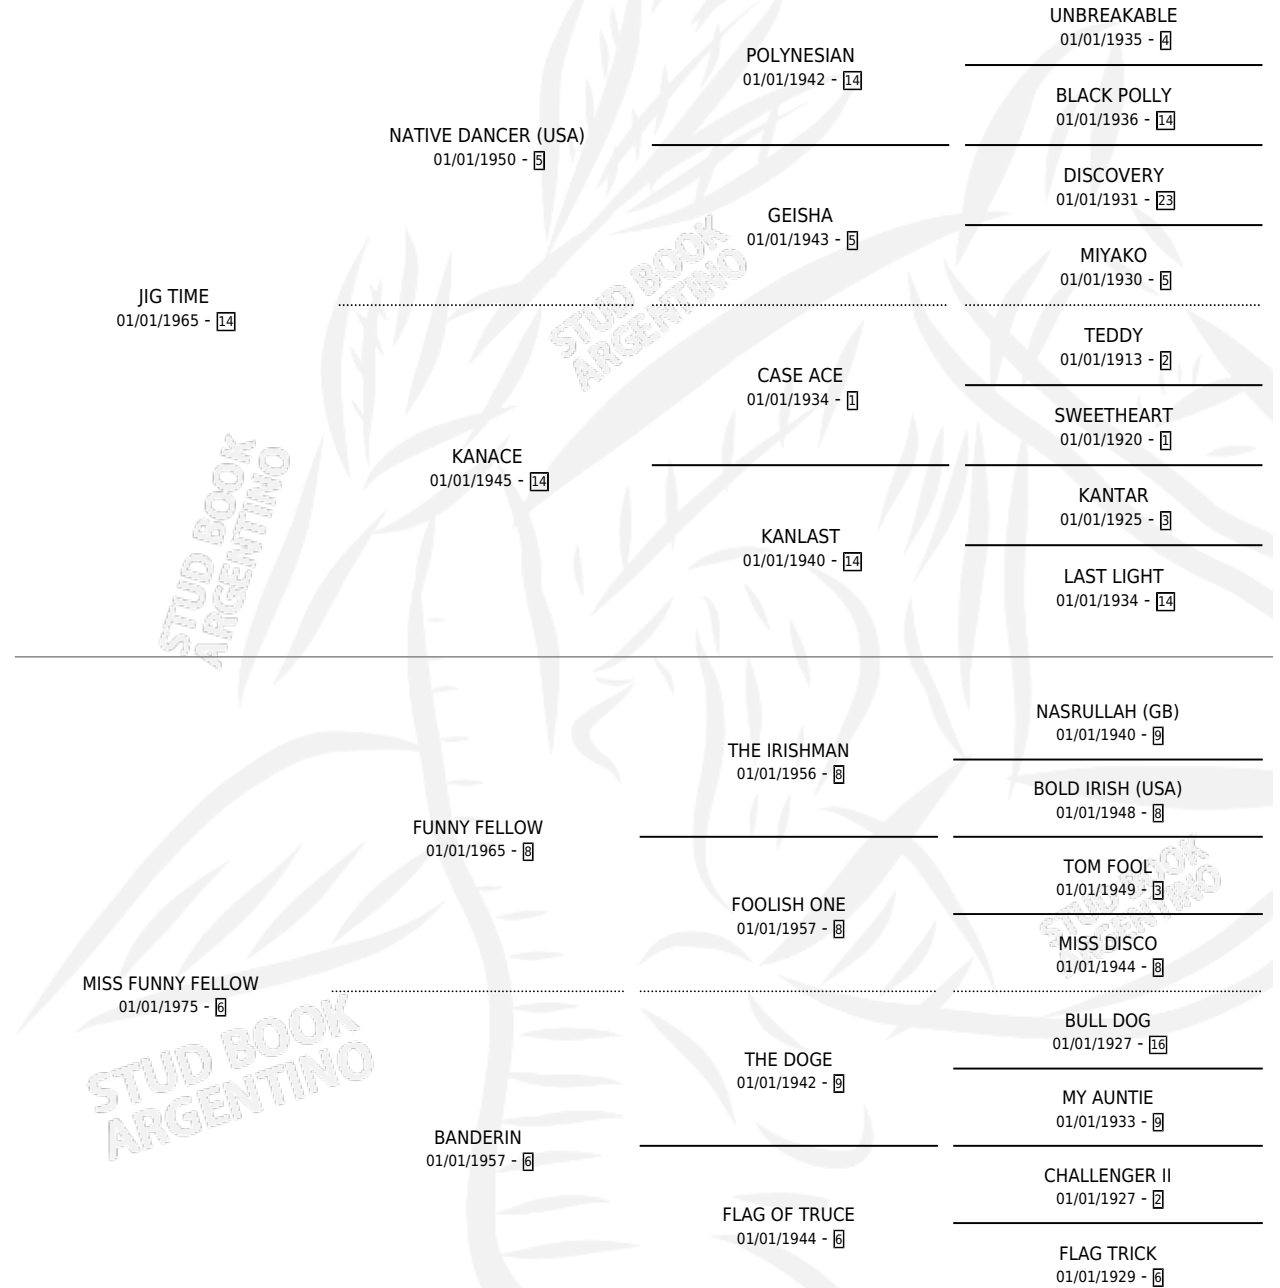 UNBREAKABLE
01/01/1935 - 4
POLYNESIAN
01/01/1942 - 14
BLACK POLLY
01/01/1936 - 14
NATIVE DANCER (USA)
01/01/1950 - 5
DISCOVERY
01/01/1931 - 23
GEISHA
01/01/1943 - 5
MIYAKO
01/01/1930 - 5
JIG TIME
01/01/1965 - 14
TEDDY
01/01/1913 - 2
CASE ACE
01/01/1934 - 1
SWEETHEART
01/01/1920 - 1
KANACE
01/01/1945 - 14
KANTAR
01/01/1925 - 3
KANLAST
01/01/1940 - 14
LAST LIGHT
01/01/1934 - 14
NASRULLAH (GB)
01/01/1940 - 9
THE IRISHMAN
01/01/1956 - 8
BOLD IRISH (USA)
01/01/1948 - 8
FUNNY FELLOW
01/01/1965 - 8
TOM FOOL
01/01/1949 - 3
FOOLISH ONE
01/01/1957 - 8
MISS DISCO
01/01/1944 - 8
MISS FUNNY FELLOW
01/01/1975 - 6
BULL DOG
01/01/1927 - 16
THE DOGE
01/01/1942 - 9
MY AUNTIE
01/01/1933 - 9
BANDERIN
01/01/1957 - 6
CHALLENGER II
01/01/1927 - 2
FLAG OF TRUCE
01/01/1944 - 6
FLAG TRICK
01/01/1929 - 6
STUD BOOK
ARGENTINO
STUD BOOK
ARGENTINO
STUD BOOK
ARGENTINO
STUD BOOK
ARGENTINO